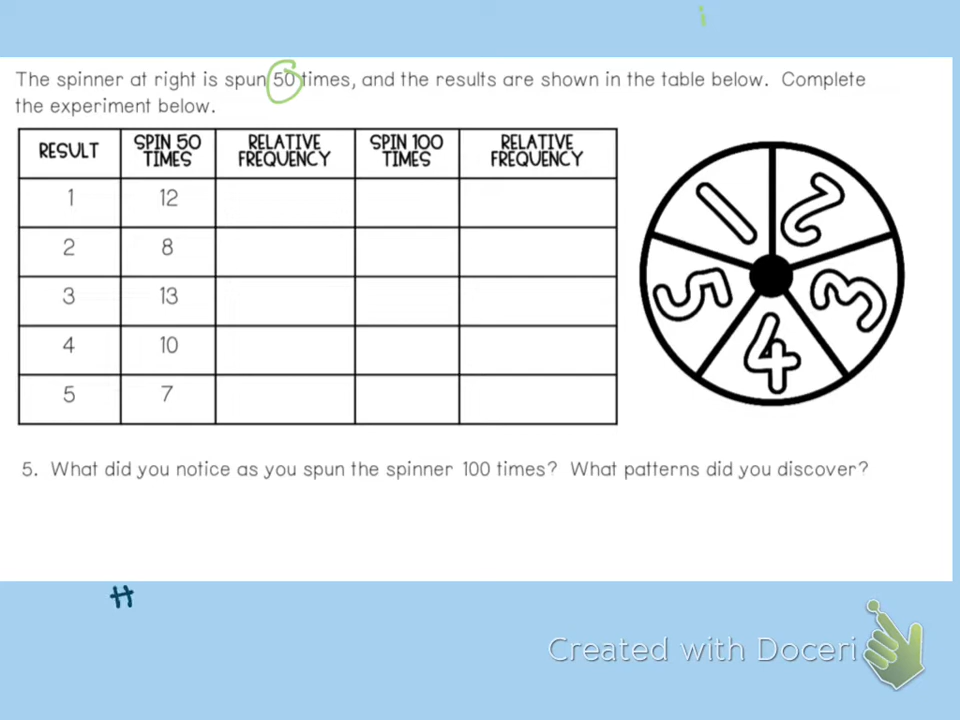 The spinner at right is spun 50 times, and the results are shown in the table below. Complete
the experiment below.
RESULT SPIN 50 TIMES RELATIVE FREQUENCY SPIN 100 TIMES RELATIVE FREQUENCY
1 12
2 8
3 13
4 10
5 7
1 2
5 3
4
5. What did you notice as you spun the spinner 100 times? What patterns did you discover?
Created with Doceri